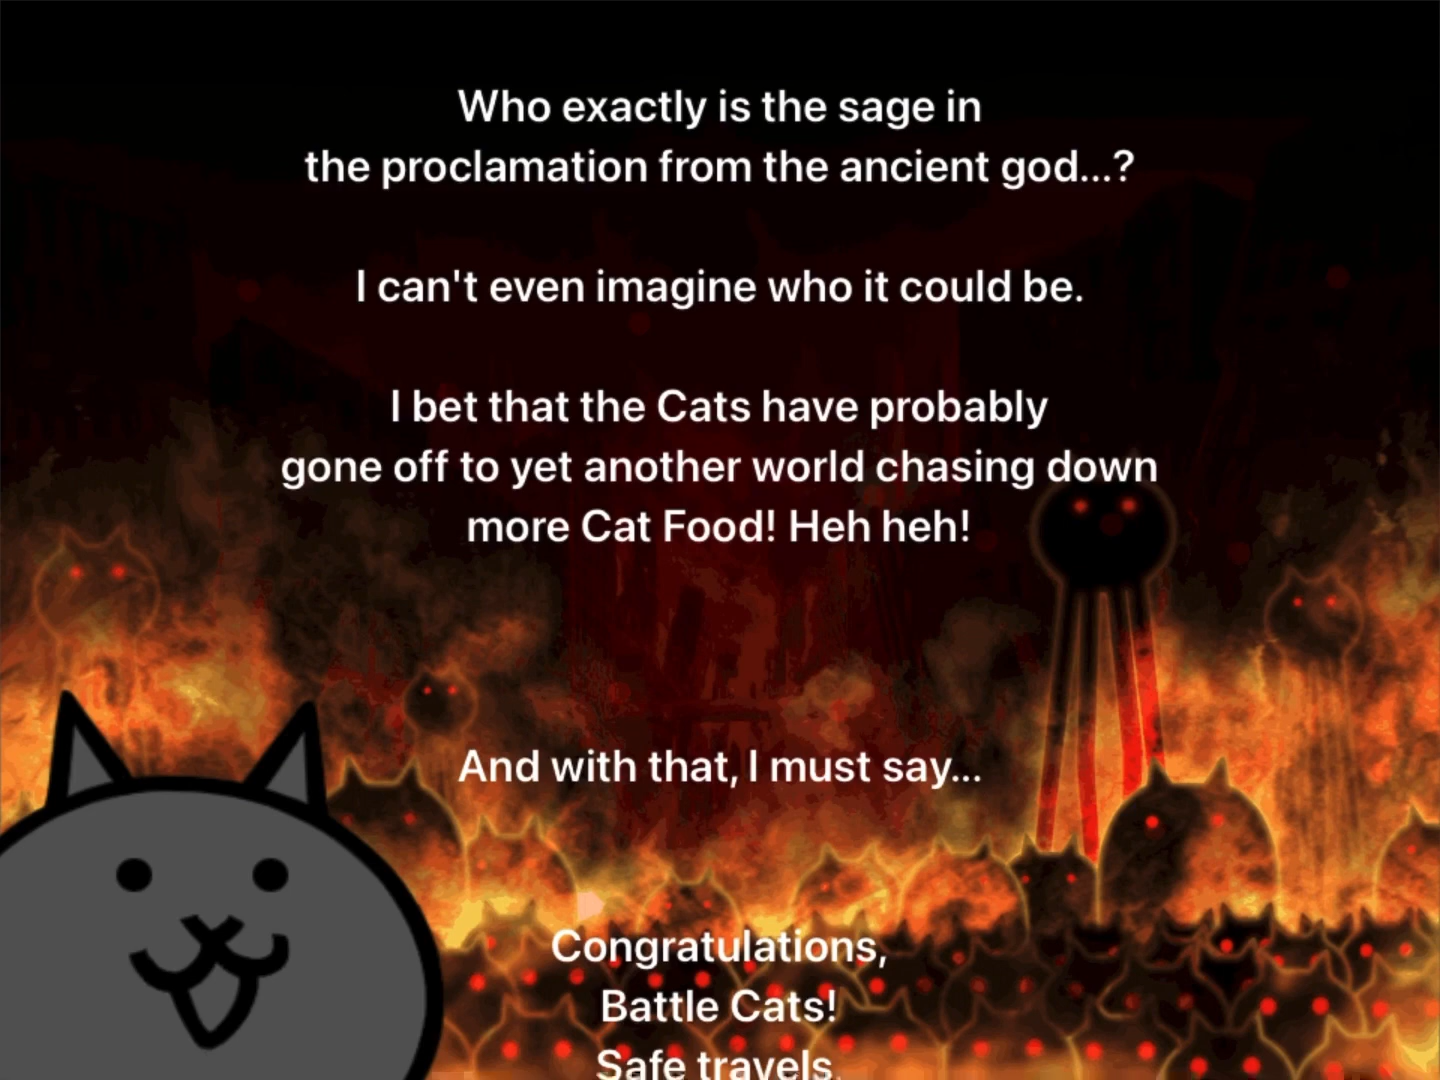 Who exactly is the sage in
the proclamation from the ancient god...?
I can't even imagine who it could be.
I bet that the Cats have probably
gone off to yet another world chasing down
more Cat Food! Heh heh!
And with that, I must say...
Congratulations,
Battle Cats!
Safe travels.